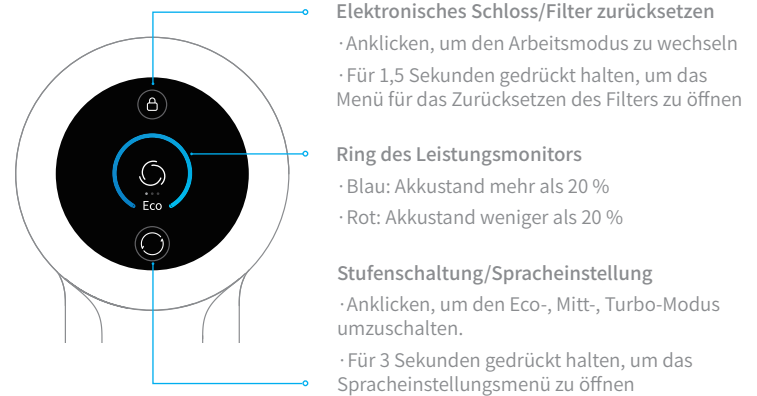 Elektronisches Schloss/Filter zurücksetzen
·Anklicken, um den Arbeitsmodus zu wechseln
·Für 1,5 Sekunden gedrückt halten, um das
Menü für das Zurücksetzen des Filters zu öffnen
Ring des Leistungsmonitors
·Blau: Akkustand mehr als 20 %
·Rot: Akkustand weniger als 20 %
Eco
Stufenschaltung/Spracheinstellung
·Anklicken, um den Eco-, Mitt-, Turbo-Modus
umzuschalten.
·Für 3 Sekunden gedrückt halten, um das
Spracheinstellungsmenü zu öffnen